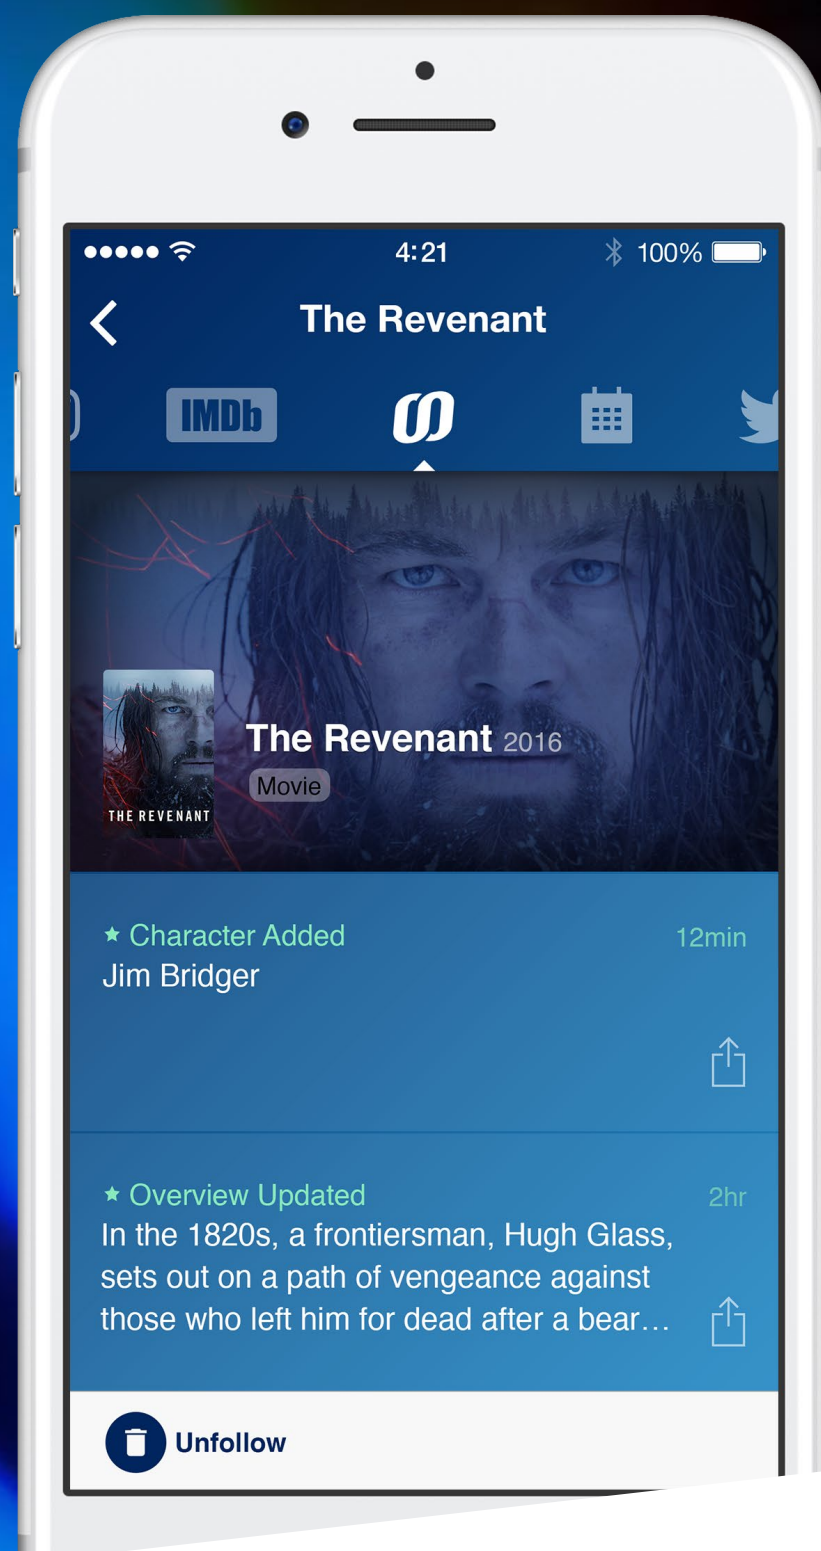 4:21
100%
The Revenant
IMDb
The Revenant 2016
Movie
THE REVENANT
Character Added
12min
Jim Bridger
Overview Updated
2hr
In the 1820s, a frontiersman, Hugh Glass,
sets out on a path of vengeance against
those who left him for dead after a bear…
Unfollow